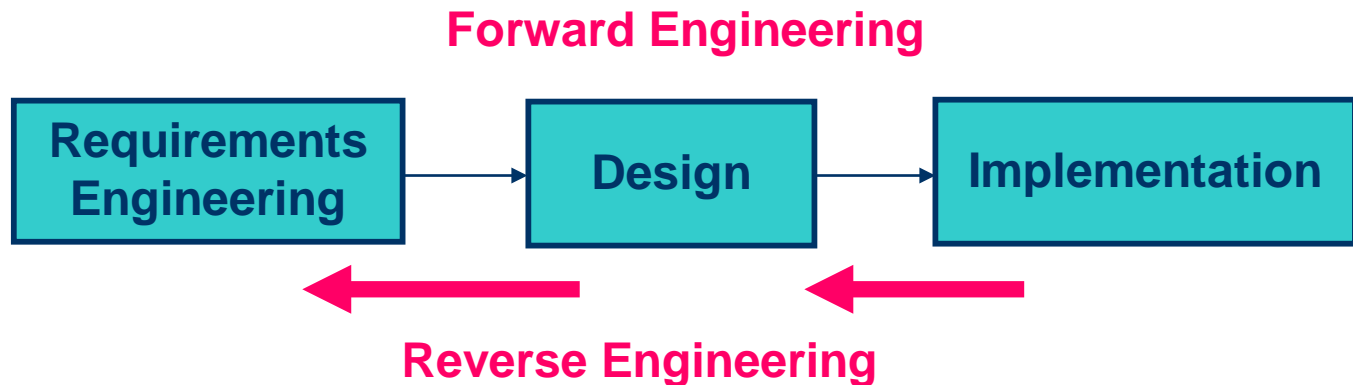 Forward Engineering
Requirements
Engineering
Design
Implementation
Reverse Engineering